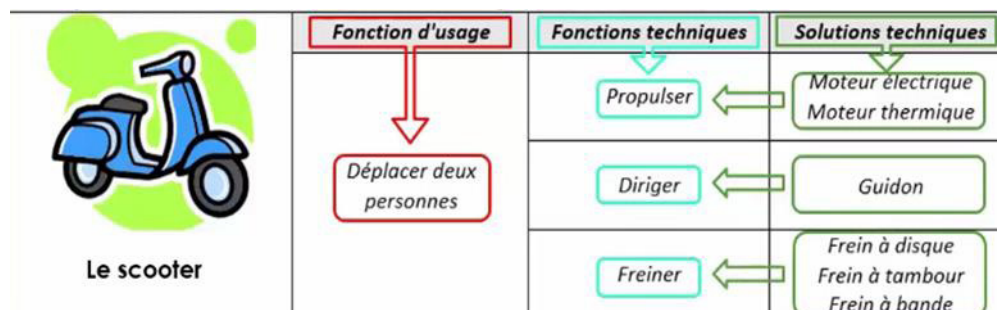 Fonction d'usage
Fonctions techniques
Solutions techniques
Propulser
Moteur électrique
Moteur thermique
Déplacer deux
personnes
Diriger
Guidon
Le scooter
Freiner
Frein à disque
Frein à tambour
Frein à bande